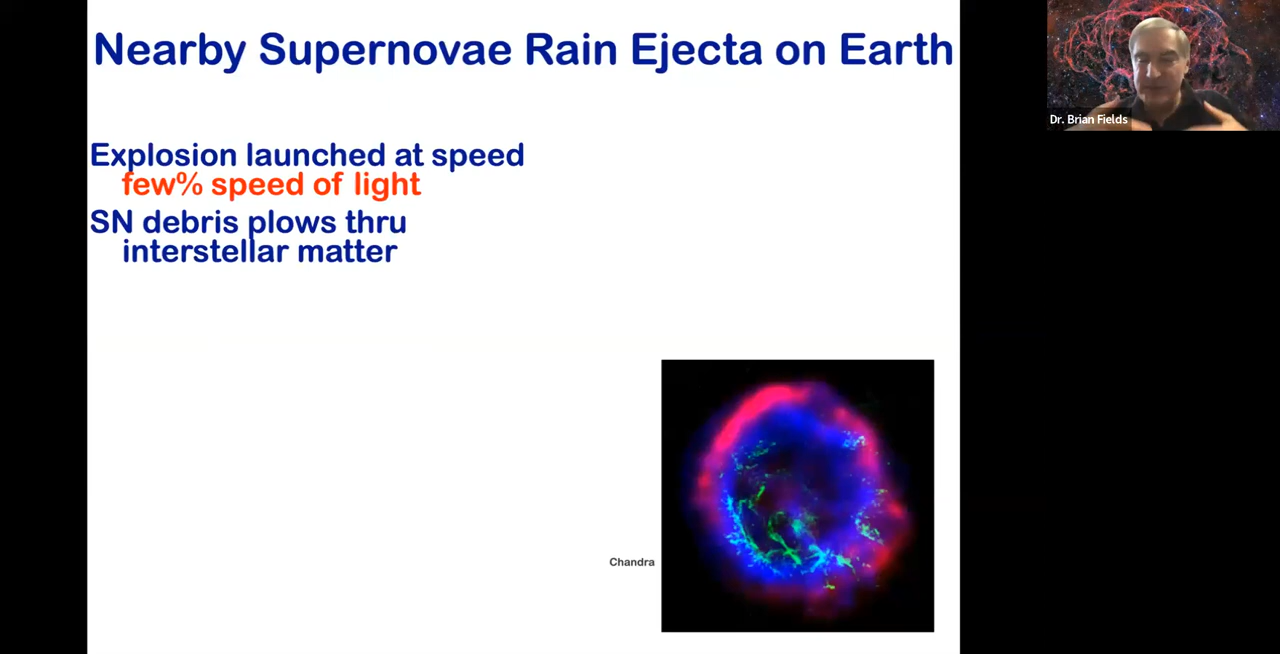 Nearby Supernovae Rain Ejecta on Earth
Dr. Brian Fields
Explosion launched at speed
few% speed of light
SN debris plows thru
interstellar matter
Chandra